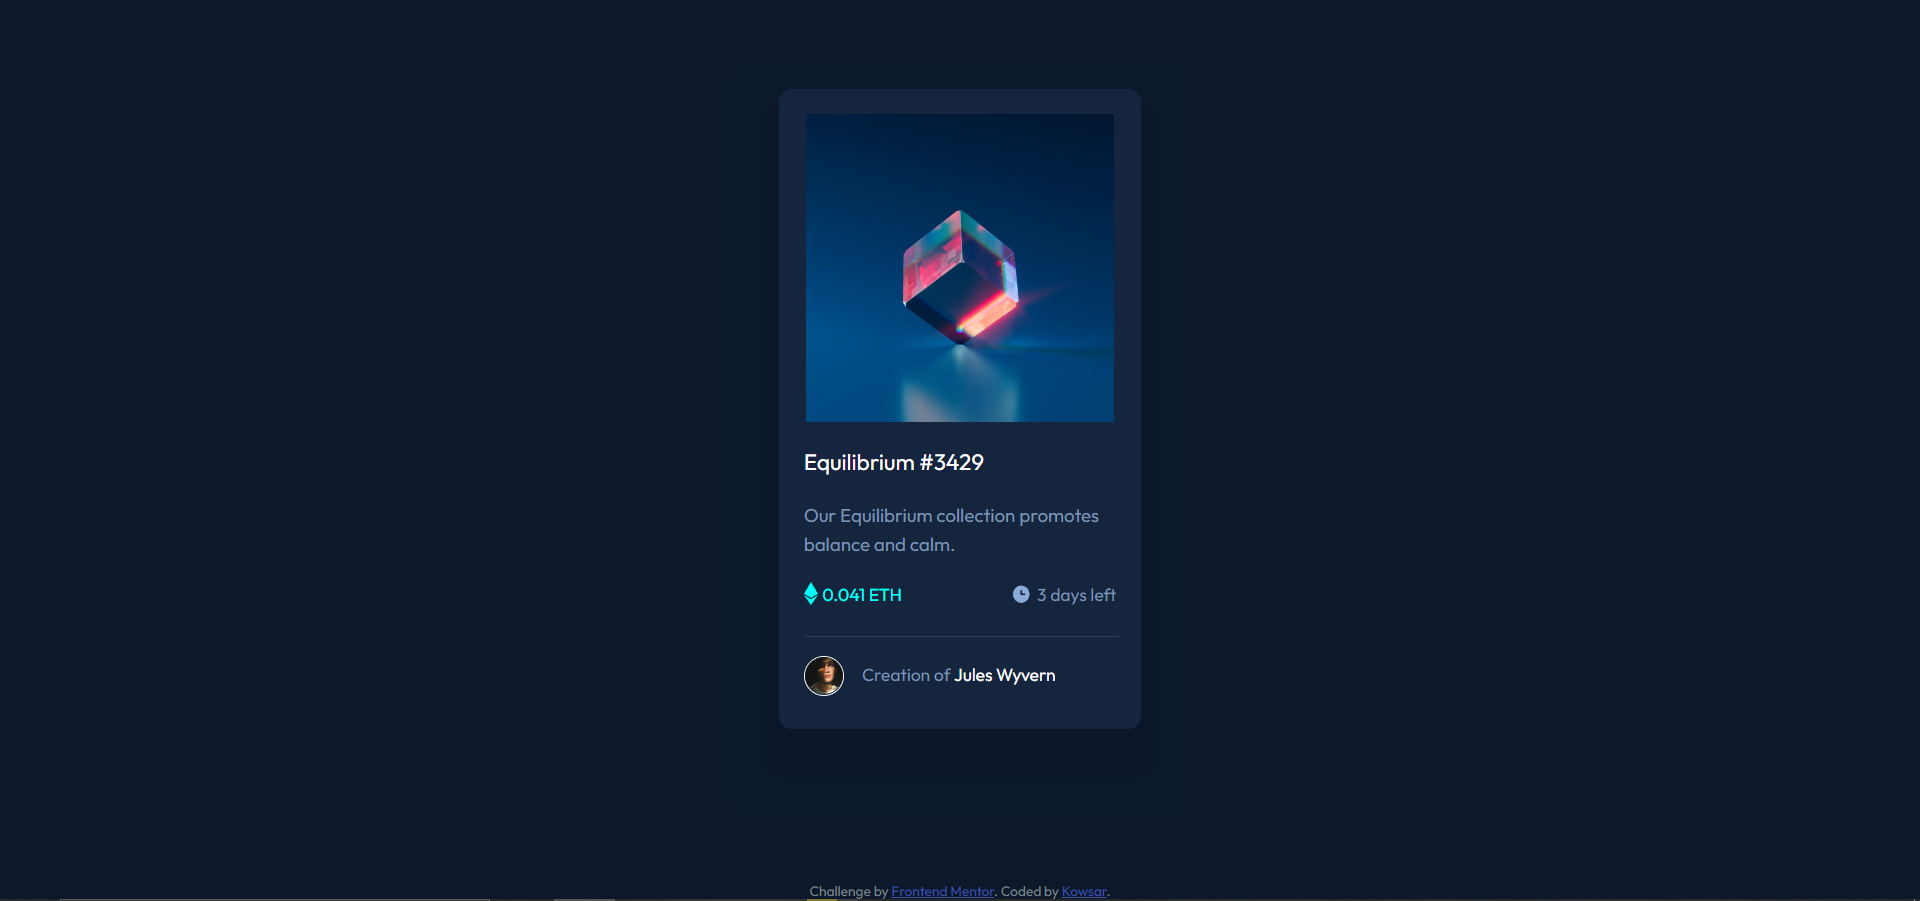 Equilibrium #3429
Our Equilibrium collection promotes
balance and calm.
0.041 ETH
3 days left
Creation of Jules Wyvern
Challenge by Frontend Mentor. Coded by Kowsar.